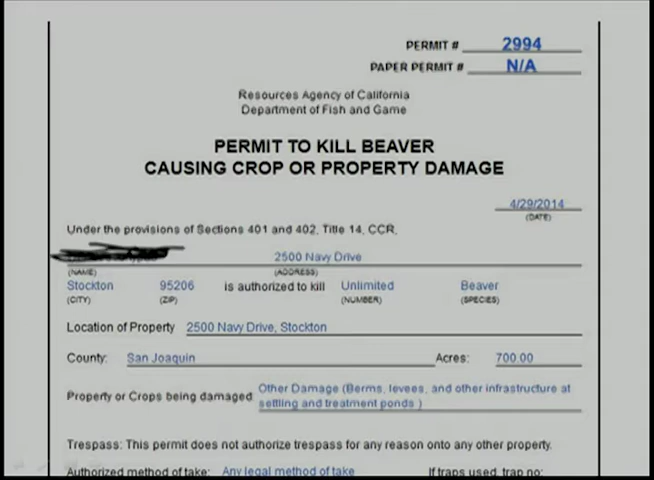 PERMIT # 2994
PAPER PERMIT # N/A
Resources Agency of California
Department of Fish and Game
PERMIT TO KILL BEAVER
CAUSING CROP OR PROPERTY DAMAGE
4/29/2014
(DATE)
Under the provisions of Sections 401 and 402, Title 14, CCR,
2500 Navy Drive
(NAME) (ADDRESS)
Stockton 95206 is authorized to kill Unlimited Beaver
(CITY) (ZIP) (NUMBER) (SPECIES)
Location of Property 2500 Navy Drive, Stockton
County: San Joaquin Acres: 700.00
Property or Crops being damaged Other Damage (Berms, levees, and other infrastructure at
settling and treatment ponds )
Trespass: This permit does not authorize trespass for any reason onto any other property.
Authorized method of take: Any legal method of take If traps used, trap no: